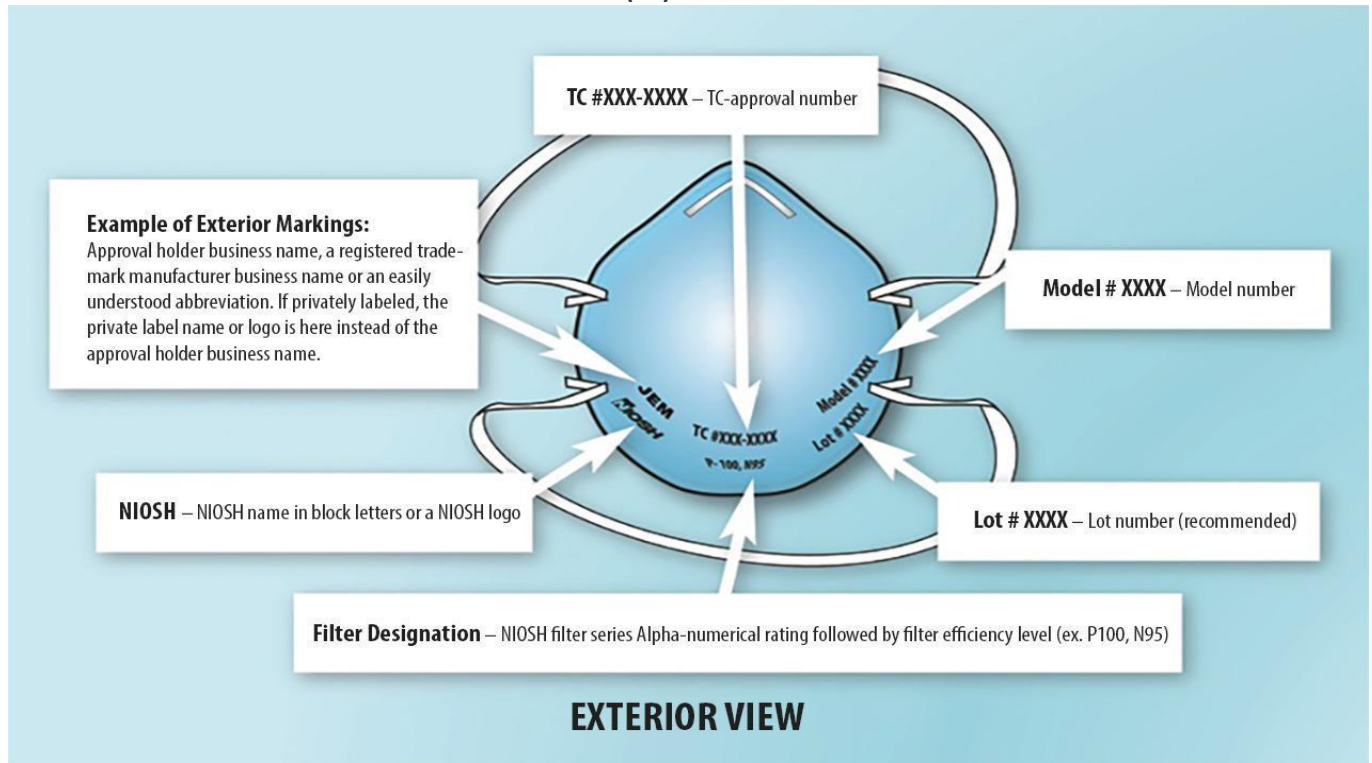 TC #XXX-XXXX – TC-approval number
Example of Exterior Markings:
Approval holder business name, a registered trade-
mark manufacturer business name or an easily
understood abbreviation. If privately labeled, the
private label name or logo is here instead of the
approval holder business name.
Model # XXXX – Model number
JEM
NIOSH
TC #XXX-XXXX
P-100, N95
Model # XXXX
Lot # XXXX
NIOSH – NIOSH name in block letters or a NIOSH logo
Lot # XXXX – Lot number (recommended)
Filter Designation – NIOSH filter series Alpha-numerical rating followed by filter efficiency level (ex. P100, N95)
EXTERIOR VIEW